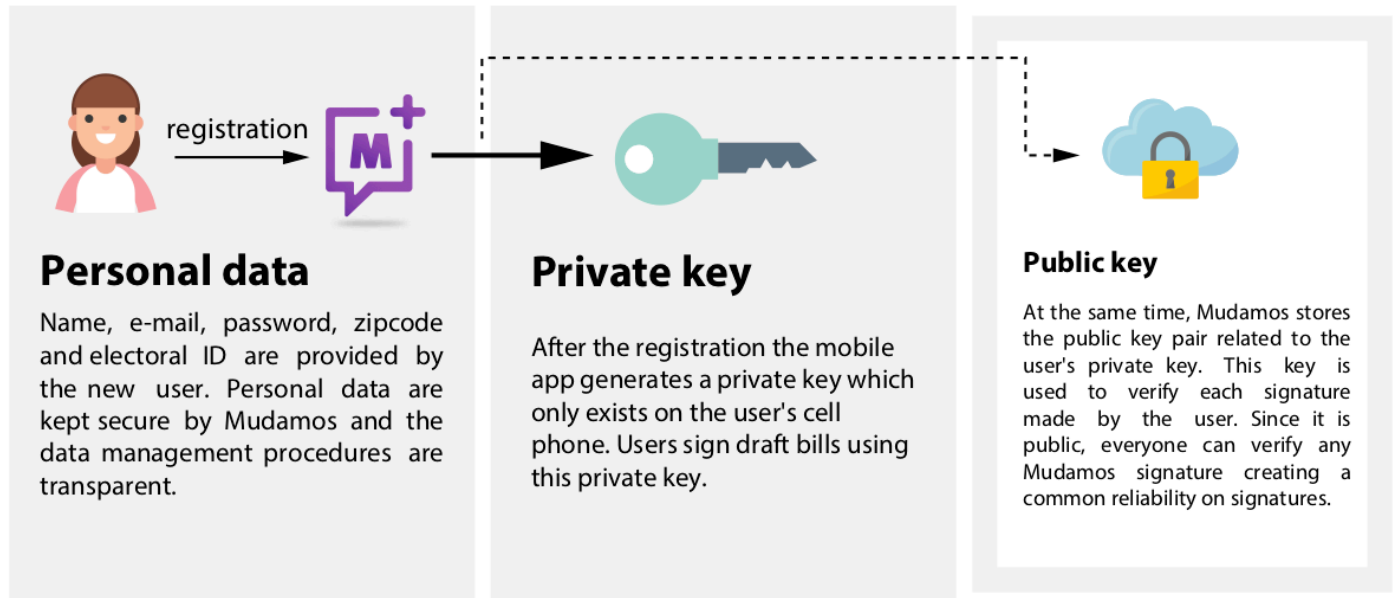 registration
M
Personal data
Name, e-mail, password, zipcode
and electoral ID are provided by
the new user. Personal data are
kept secure by Mudamos and the
data management procedures are
transparent.
Private key
After the registration the mobile
app generates a private key which
only exists on the user's cell
phone. Users sign draft bills using
this private key.
Public key
At the same time, Mudamos stores
the public key pair related to the
user's private key. This key is
used to verify each signature
made by the user. Since it is
public, everyone can verify any
Mudamos signature creating a
common reliability on signatures.